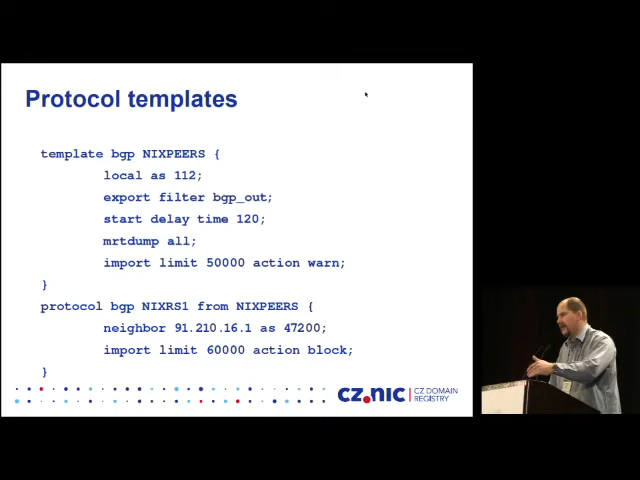 Protocol templates
template bgp NIXPEERS {
local as 112;
export filter bgp_out;
start delay time 120;
mrtdump all;
import limit 50000 action warn;
}
protocol bgp NIXRS1 from NIXPEERS {
neighbor 91.210.16.1 as 47200;
import limit 60000 action block;
}
CZ.NIC | CZ DOMAIN
REGISTRY